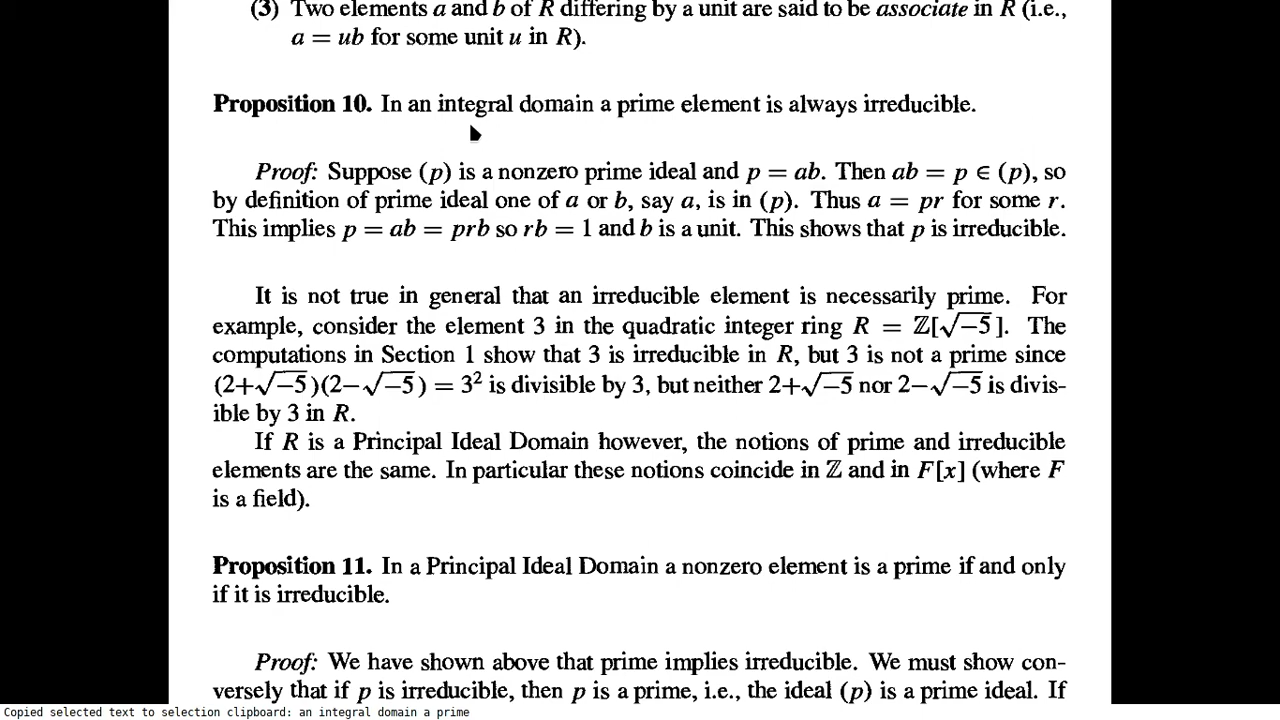 (3) Two elements a and b of R differing by a unit are said to be associate in R (i.e.,
a = ub for some unit u in R).
Proposition 10. In an integral domain a prime element is always irreducible.
Proof: Suppose (p) is a nonzero prime ideal and p = ab. Then ab = p ∈ (p), so
by definition of prime ideal one of a or b, say a, is in (p). Thus a = pr for some r.
This implies p = ab = prb so rb = 1 and b is a unit. This shows that p is irreducible.
It is not true in general that an irreducible element is necessarily prime. For
example, consider the element 3 in the quadratic integer ring R = ℤ[√−5]. The
computations in Section 1 show that 3 is irreducible in R, but 3 is not a prime since
(2+√−5)(2−√−5) = 3² is divisible by 3, but neither 2+√−5 nor 2−√−5 is divis-
ible by 3 in R.
If R is a Principal Ideal Domain however, the notions of prime and irreducible
elements are the same. In particular these notions coincide in ℤ and in F[x] (where F
is a field).
Proposition 11. In a Principal Ideal Domain a nonzero element is a prime if and only
if it is irreducible.
Proof: We have shown above that prime implies irreducible. We must show con-
versely that if p is irreducible, then p is a prime, i.e., the ideal (p) is a prime ideal. If
Copied selected text to selection clipboard: an integral domain a prime